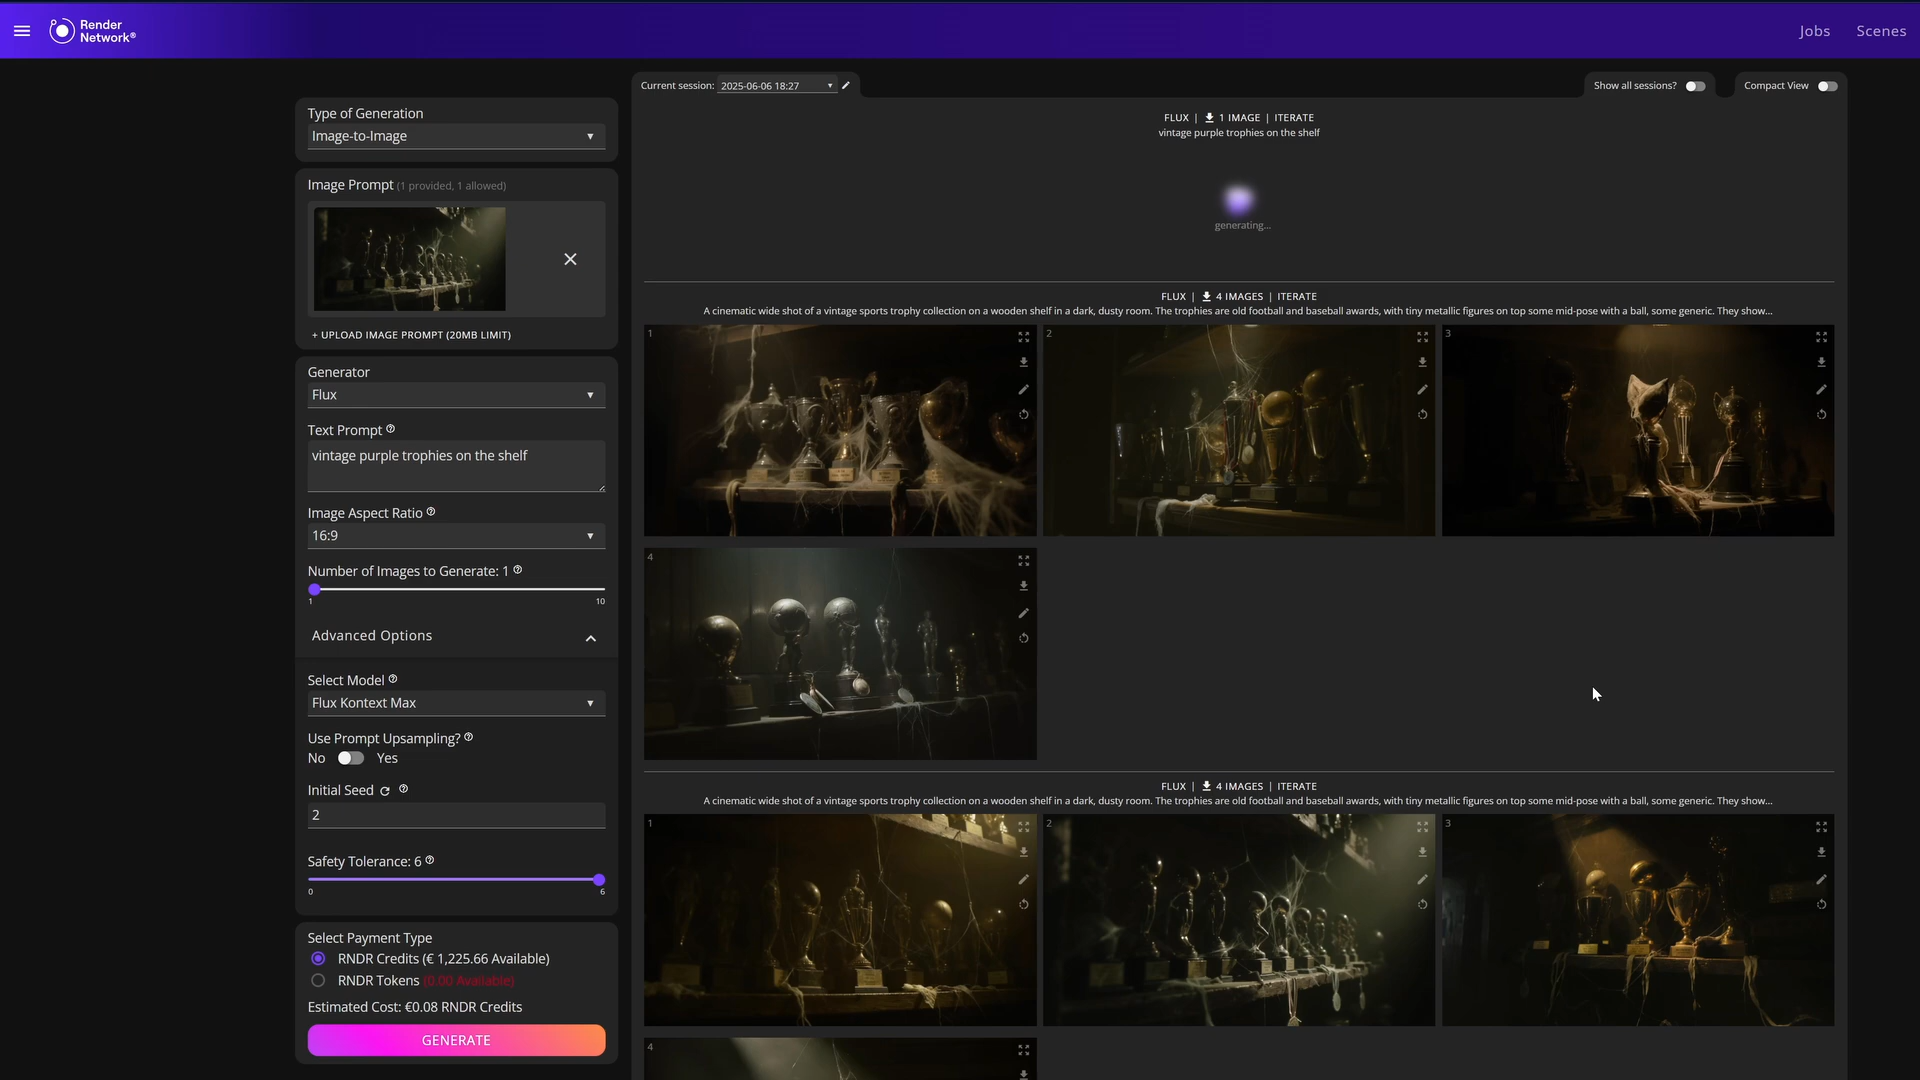 Render
Network®
Jobs
Scenes
Type of Generation
Image-to-Image
Image Prompt (1 provided, 1 allowed)
+ UPLOAD IMAGE PROMPT (20MB LIMIT)
Generator
Flux
Text Prompt
vintage purple trophies on the shelf
Image Aspect Ratio
16:9
Number of Images to Generate: 1
1
10
Advanced Options
Select Model
Flux Kontext Max
Use Prompt Upsampling?
No
Yes
Initial Seed
2
Safety Tolerance: 6
0
6
Select Payment Type
RNDR Credits (€ 1,225.66 Available)
RNDR Tokens (0.00 Available)
Estimated Cost: €0.08 RNDR Credits
GENERATE
Current session: 2025-06-06 18:27
Show all sessions?
Compact View
FLUX | 1 IMAGE | ITERATE
vintage purple trophies on the shelf
generating...
FLUX | 4 IMAGES | ITERATE
A cinematic wide shot of a vintage sports trophy collection on a wooden shelf in a dark, dusty room. The trophies are old football and baseball awards, with tiny metallic figures on top some mid-pose with a ball, some generic. They show...
1
2
3
4
FLUX | 4 IMAGES | ITERATE
A cinematic wide shot of a vintage sports trophy collection on a wooden shelf in a dark, dusty room. The trophies are old football and baseball awards, with tiny metallic figures on top some mid-pose with a ball, some generic. They show...
1
2
3
4